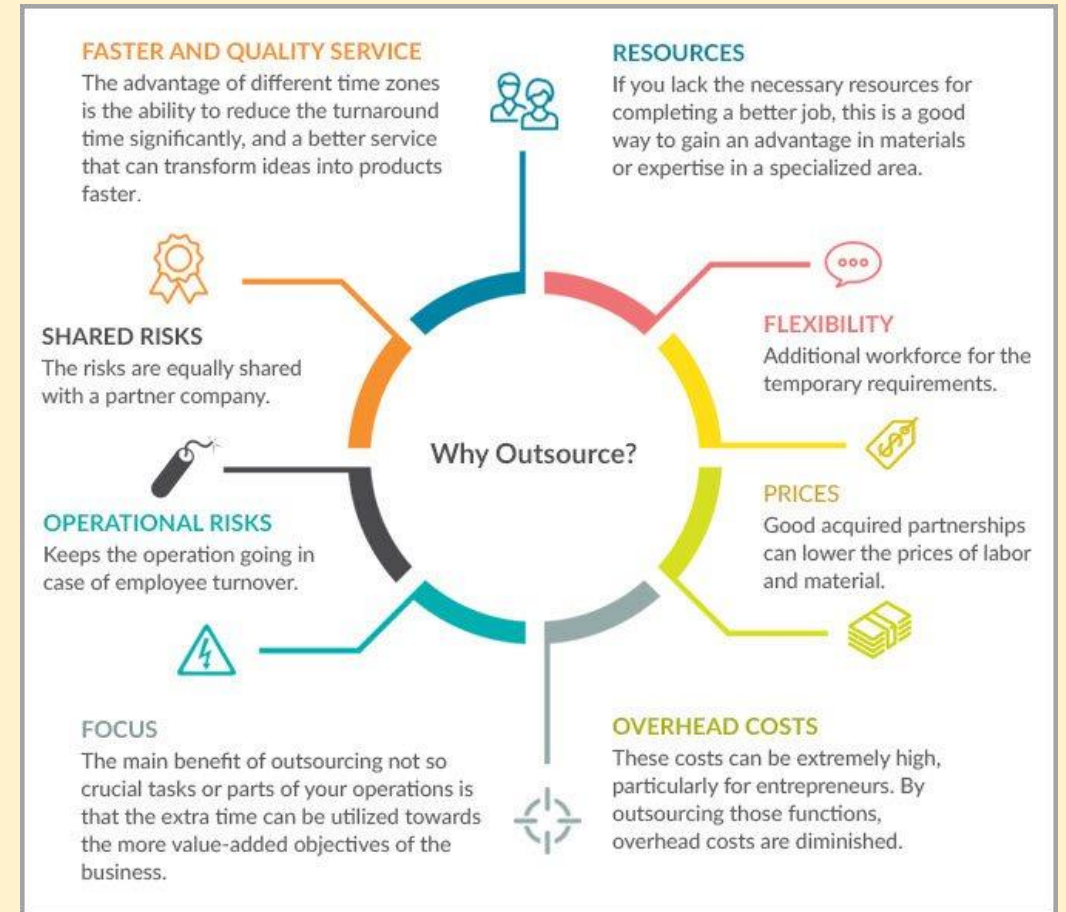 FASTER AND QUALITY SERVICE
The advantage of different time zones
is the ability to reduce the turnaround
time significantly, and a better service
that can transform ideas into products
faster.
RESOURCES
If you lack the necessary resources for
completing a better job, this is a good
way to gain an advantage in materials
or expertise in a specialized area.
SHARED RISKS
The risks are equally shared
with a partner company.
FLEXIBILITY
Additional workforce for the
temporary requirements.
Why Outsource?
OPERATIONAL RISKS
Keeps the operation going in
case of employee turnover.
$
PRICES
Good acquired partnerships
can lower the prices of labor
and material.
FOCUS
The main benefit of outsourcing not so
crucial tasks or parts of your operations is
that the extra time can be utilized towards
the more value-added objectives of the
business.
OVERHEAD COSTS
These costs can be extremely high,
particularly for entrepreneurs. By
outsourcing those functions,
overhead costs are diminished.